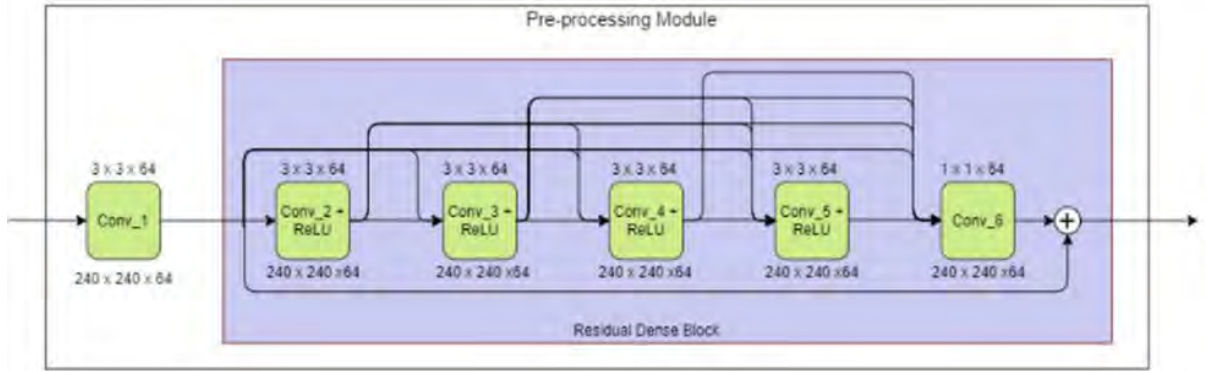 Pre-processing Module
3 x 3 x 64
3 x 3 x 64
3 x 3 x 64
3 x 3 x 64
3 x 3 x 64
1 x 1 x 64
Conv_1
Conv_2 +
ReLU
Conv_3 +
ReLU
Conv_4 +
ReLU
Conv_5 +
ReLU
Conv_6
+
240 x 240 x 64
240 x 240 x64
240 x 240 x64
240 x 240 x64
240 x 240 x64
240 x 240 x64
Residual Dense Block